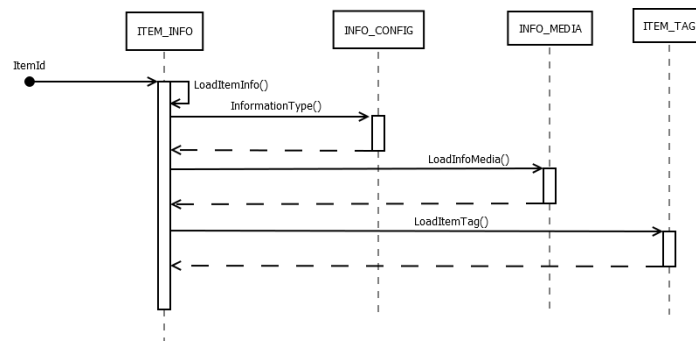 ITEM_INFO
INFO_CONFIG
INFO_MEDIA
ITEM_TAG
ItemId
LoadItemInfo()
InformationType()
LoadInfoMedia()
LoadItemTag()